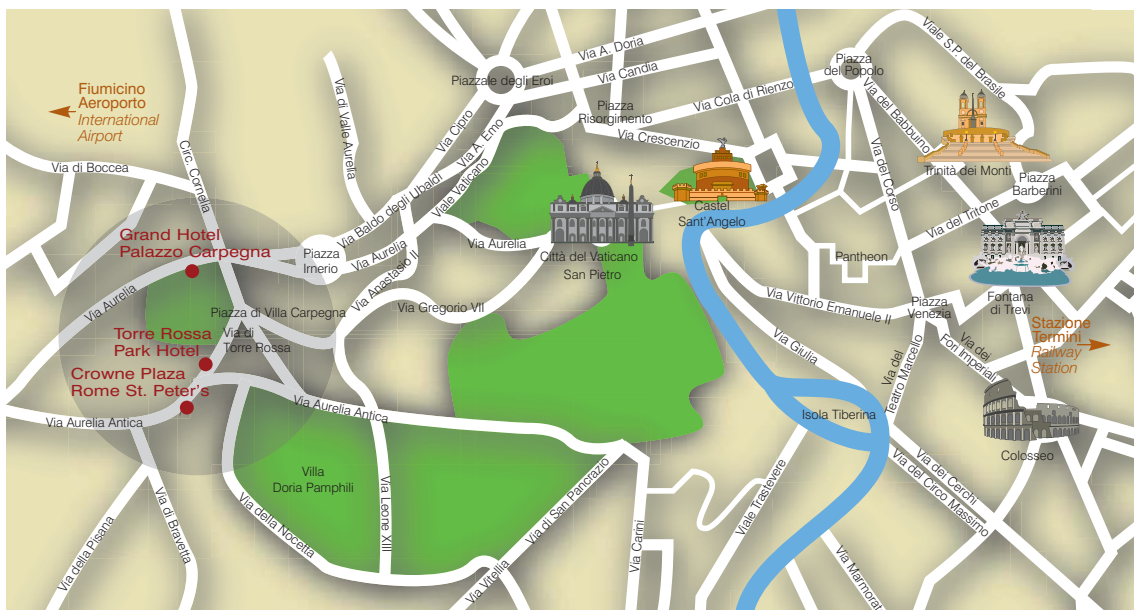 Fiumicino
Aeroporto
International
Airport
Via di Boccea
Circ. Cornelia
Via di Valle Aurelia
Piazzale degli Eroi
Via A. Doria
Via Candia
Piazza
Risorgimento
Via Cola di Rienzo
Via Crescenzio
Piazza
del Popolo
Viale S.P. del Brasile
Via del Babbuino
Via del Corso
Trinità dei Monti
Piazza
Barberini
Via del Tritone
Via Cipro
Via A. Emo
Viale Vaticano
Via Baldo degli Ubaldi
Via Aurelia
Via Anastasio II
Piazza
Irnerio
Via Aurelia
Città del Vaticano
San Pietro
Castel
Sant'Angelo
Pantheon
Fontana
di Trevi
Grand Hotel
Palazzo Carpegna
Via Aurelia
Piazza di Villa Carpegna
Via di
Torre Rossa
Via Gregorio VII
Torre Rossa
Park Hotel
Crowne Plaza
Rome St. Peter's
Via Aurelia Antica
Via Aurelia Antica
Via Vittorio Emanuele II
Piazza
Venezia
Via Giulia
Via dei
Teatro Marcello
Via dei
Fori Imperiali
Stazione
Termini
Railway
Station
Isola Tiberina
Colosseo
Villa
Doria Pamphili
Via della Nocetta
Via Leone XIII
Via di San Pancrazio
Via Vitellia
Via Carini
Viale Trastevere
Via dei Cerchi
Via del Circo Massimo
Via Marmorat
Via della Pisana
Via di Bravetta